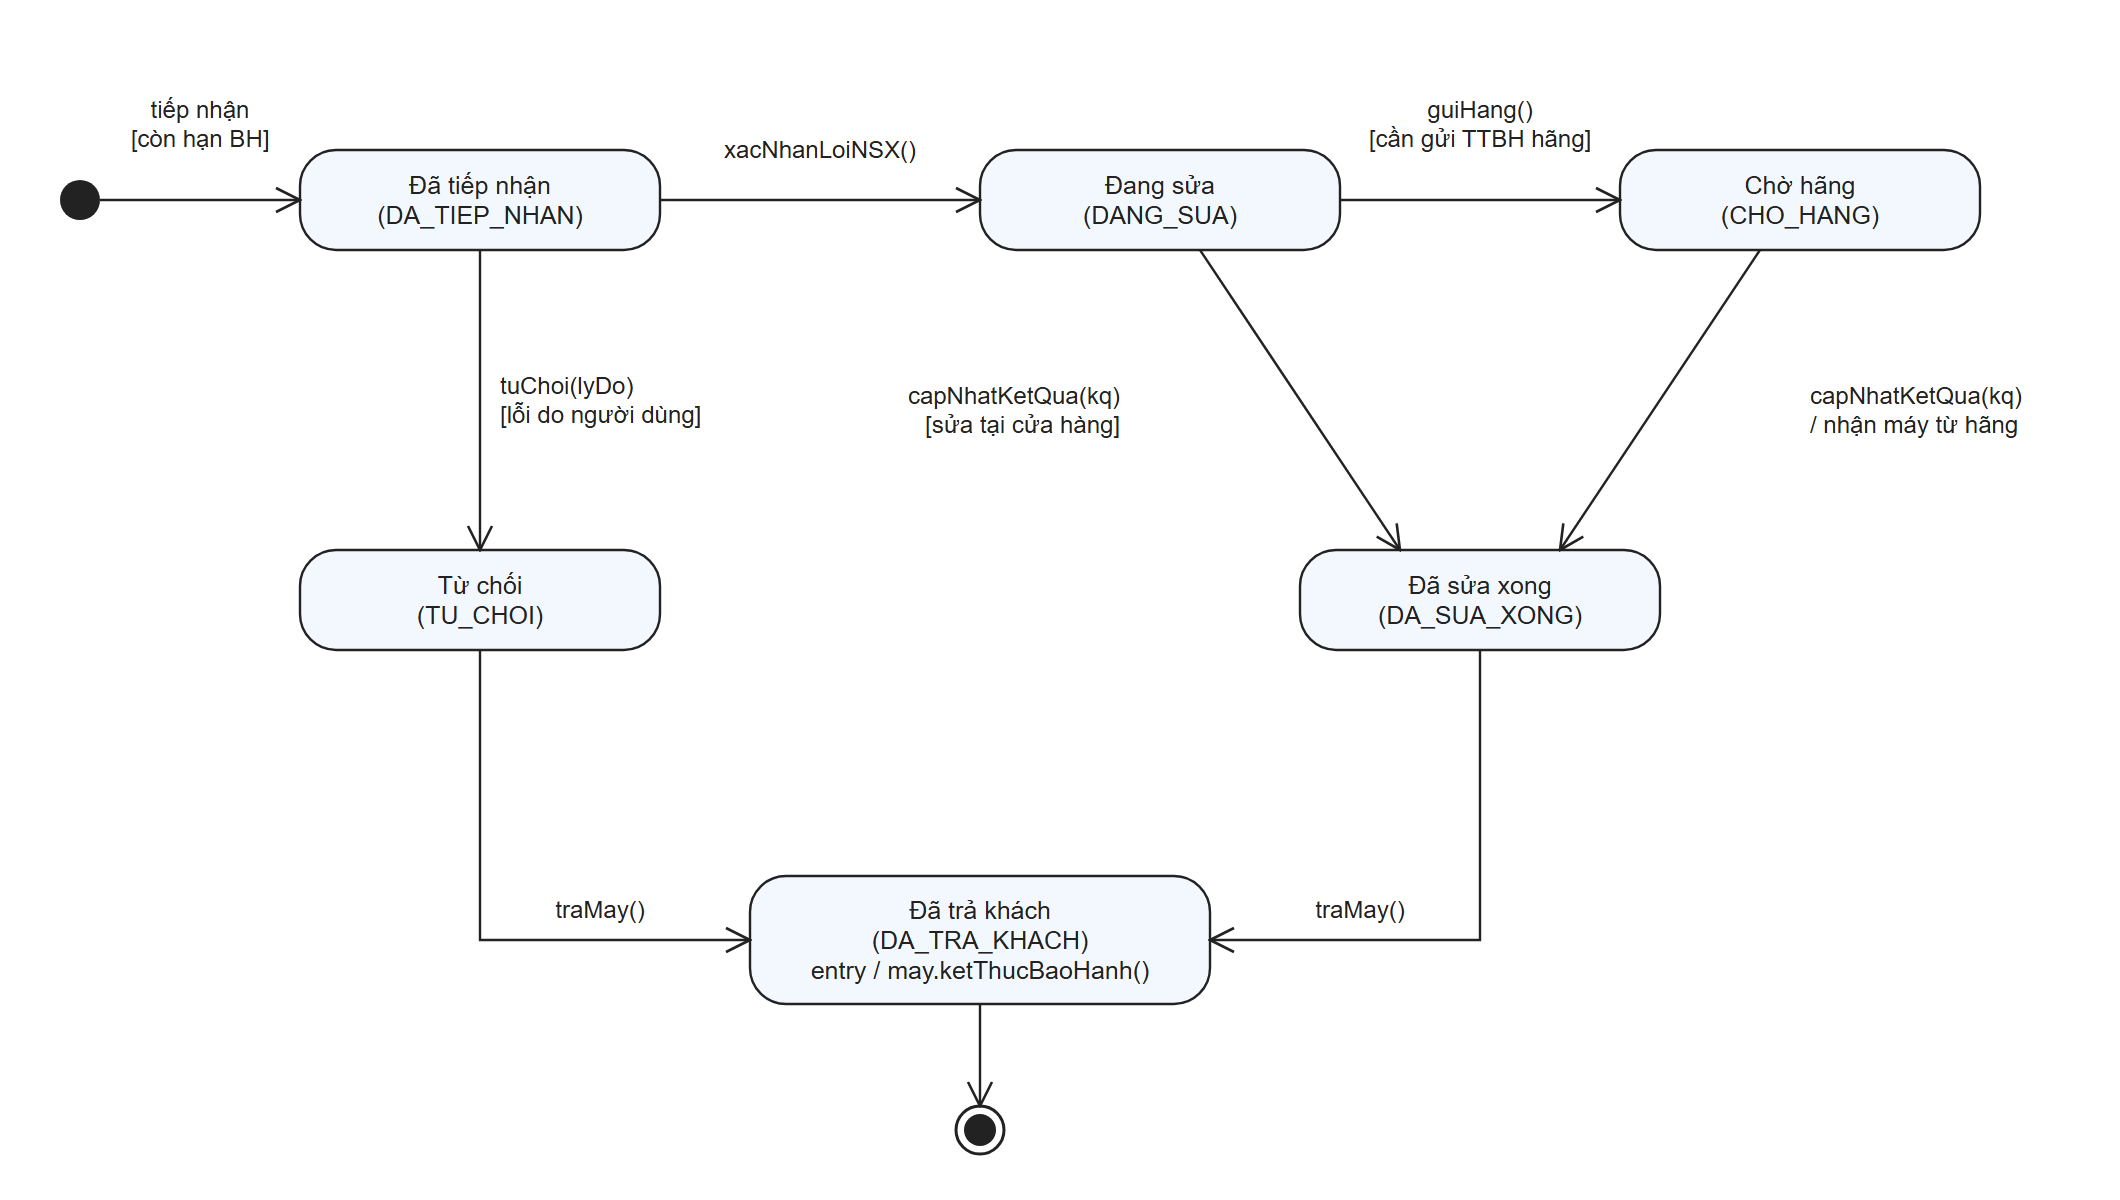 tiếp nhận
[còn hạn BH]
Đã tiếp nhận
(DA_TIEP_NHAN)
xacNhanLoiNSX()
Đang sửa
(DANG_SUA)
guiHang()
[cần gửi TTBH hãng]
Chờ hãng
(CHO_HANG)
tuChoi(lyDo)
[lỗi do người dùng]
capNhatKetQua(kq)
[sửa tại cửa hàng]
capNhatKetQua(kq)
/ nhận máy từ hãng
Từ chối
(TU_CHOI)
Đã sửa xong
(DA_SUA_XONG)
traMay()
Đã trả khách
(DA_TRA_KHACH)
entry / may.ketThucBaoHanh()
traMay()